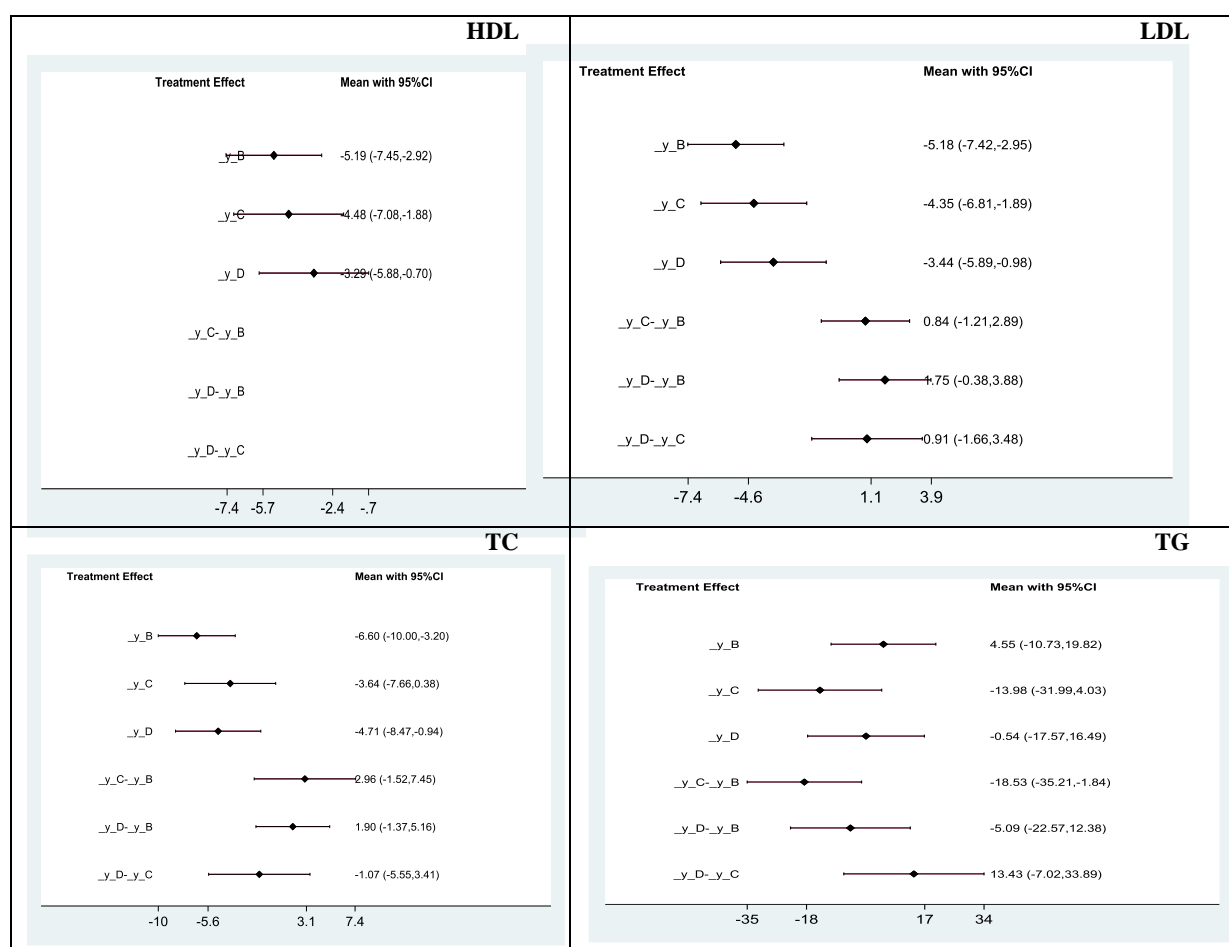 HDL
Treatment Effect Mean with 95%CI
_y_B -5.19 (-7.45,-2.92)
_y_C -4.48 (-7.08,-1.88)
_y_D -3.29 (-5.88,-0.70)
_y_C-_y_B
_y_D-_y_B
_y_D-_y_C
-7.4 -5.7 -2.4 -.7
LDL
Treatment Effect Mean with 95%CI
_y_B -5.18 (-7.42,-2.95)
_y_C -4.35 (-6.81,-1.89)
_y_D -3.44 (-5.89,-0.98)
_y_C-_y_B 0.84 (-1.21,2.89)
_y_D-_y_B 1.75 (-0.38,3.88)
_y_D-_y_C 0.91 (-1.66,3.48)
-7.4 -4.6 1.1 3.9
TC
Treatment Effect Mean with 95%CI
_y_B -6.60 (-10.00,-3.20)
_y_C -3.64 (-7.66,0.38)
_y_D -4.71 (-8.47,-0.94)
_y_C-_y_B 2.96 (-1.52,7.45)
_y_D-_y_B 1.90 (-1.37,5.16)
_y_D-_y_C -1.07 (-5.55,3.41)
-10 -5.6 3.1 7.4
TG
Treatment Effect Mean with 95%CI
_y_B 4.55 (-10.73,19.82)
_y_C -13.98 (-31.99,4.03)
_y_D -0.54 (-17.57,16.49)
_y_C-_y_B -18.53 (-35.21,-1.84)
_y_D-_y_B -5.09 (-22.57,12.38)
_y_D-_y_C 13.43 (-7.02,33.89)
-35 -18 17 34